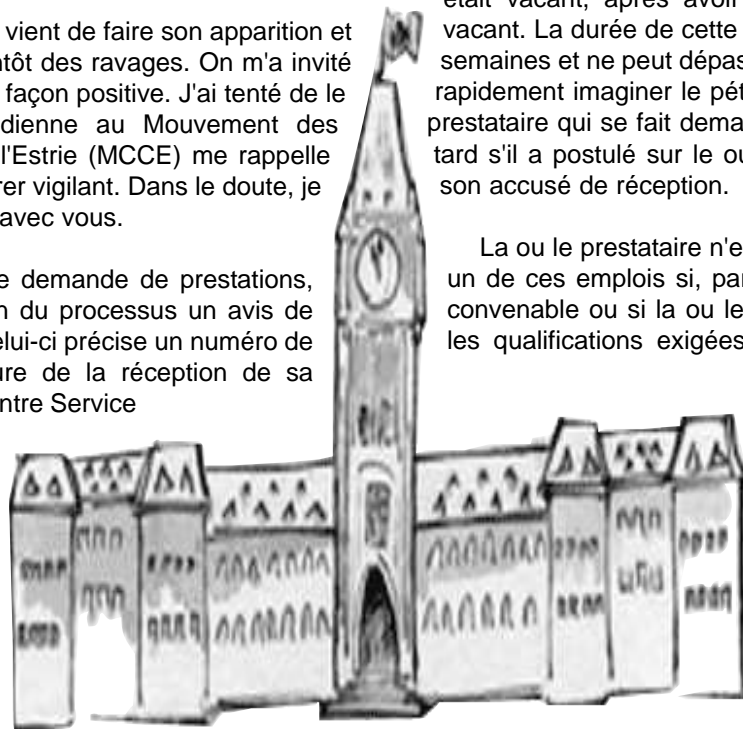 vient de faire son apparition et
ntôt des ravages. On m'a invité
façon positive. J'ai tenté de le
dienne au Mouvement des
l'Estrie (MCCE) me rappelle
rer vigilant. Dans le doute, je
avec vous.
e demande de prestations,
n du processus un avis de
elui-ci précise un numéro de
ure de la réception de sa
entre Service
était vacant, après avoir
vacant. La durée de cette
semaines et ne peut dépas
rapidement imaginer le pét
prestataire qui se fait dema
tard s'il a postulé sur le ou
son accusé de réception.
La ou le prestataire n'e
un de ces emplois si, par
convenable ou si la ou le
les qualifications exigées